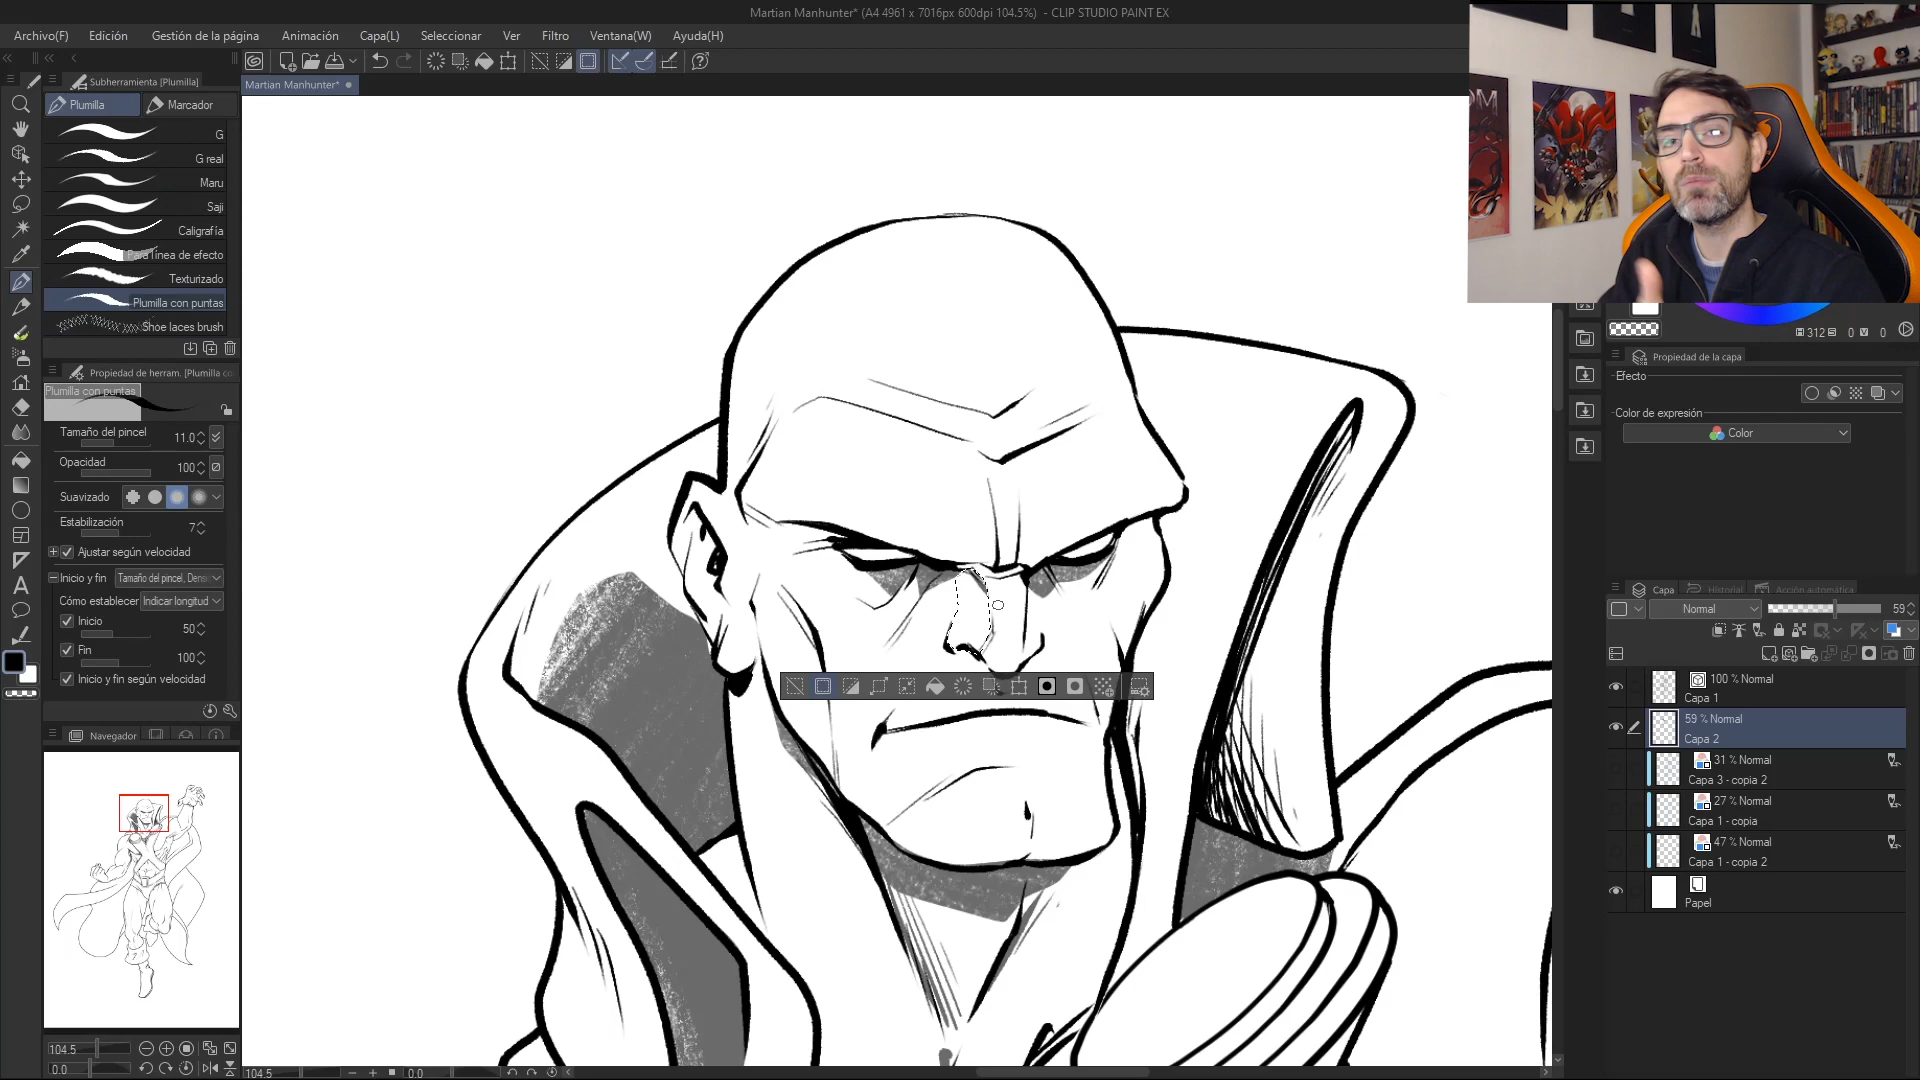 Martian Manhunter* (A4 4961 x 7016px 600dpi 104.5%) - CLIP STUDIO PAINT EX
Archivo(F) Edición Gestión de la página Animación Capa(L) Seleccionar Ver Filtro Ventana(W) Ayuda(H)
Subherramienta [Plumilla]
Martian Manhunter*
Plumilla Marcador
G
G real
Maru
Saji
Caligrafía
Para línea de efecto
Texturizado
Plumilla con puntas
Shoe laces brush
Propiedad de herram. [Plumilla co
Plumilla con puntas
Tamaño del pincel 11.0
Opacidad 100
Suavizado
Estabilización 7
Ajustar según velocidad
Inicio y fin Tamaño del pincel, Dens
Cómo establecer Indicar longitud
Inicio 50
Fin 100
Inicio y fin según velocidad
Navegador
104.5
0.0
104.5 0.0
312 0 V 0
Propiedad de la capa
Efecto
Color de expresión
Color
Capa Historial Acción automática
Normal 59
100 % Normal
Capa 1
59 % Normal
Capa 2
31 % Normal
Capa 3 - copia 2
27 % Normal
Capa 1 - copia
47 % Normal
Capa 1 - copia 2
Papel